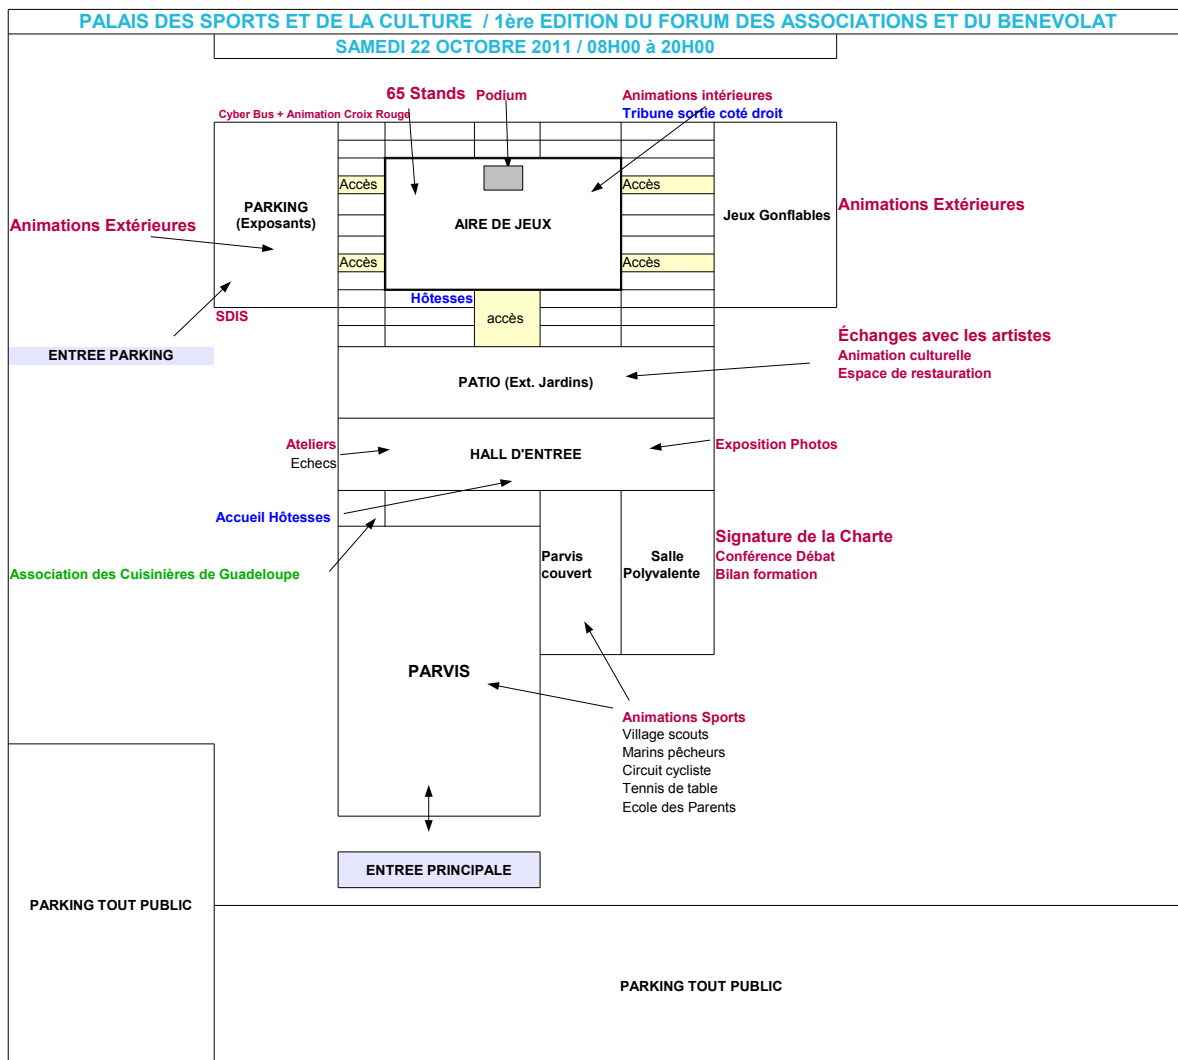 PALAIS DES SPORTS ET DE LA CULTURE / 1ère EDITION DU FORUM DES ASSOCIATIONS ET DU BENEVOLAT
SAMEDI 22 OCTOBRE 2011 / 08H00 à 20H00
65 Stands
Podium
Animations intérieures
Tribune sortie coté droit
Cyber Bus + Animation Croix Rouge
Accès
Accès
PARKING
(Exposants)
Jeux Gonflables
Animations Extérieures
Animations Extérieures
AIRE DE JEUX
Accès
Accès
Hôtesses
accès
SDIS
ENTREE PARKING
Échanges avec les artistes
Animation culturelle
Espace de restauration
PATIO (Ext. Jardins)
Ateliers
Echecs
HALL D'ENTREE
Exposition Photos
Accueil Hôtesses
Signature de la Charte
Conférence Débat
Bilan formation
Parvis
couvert
Salle
Polyvalente
Association des Cuisinières de Guadeloupe
PARVIS
Animations Sports
Village scouts
Marins pêcheurs
Circuit cycliste
Tennis de table
Ecole des Parents
ENTREE PRINCIPALE
PARKING TOUT PUBLIC
PARKING TOUT PUBLIC